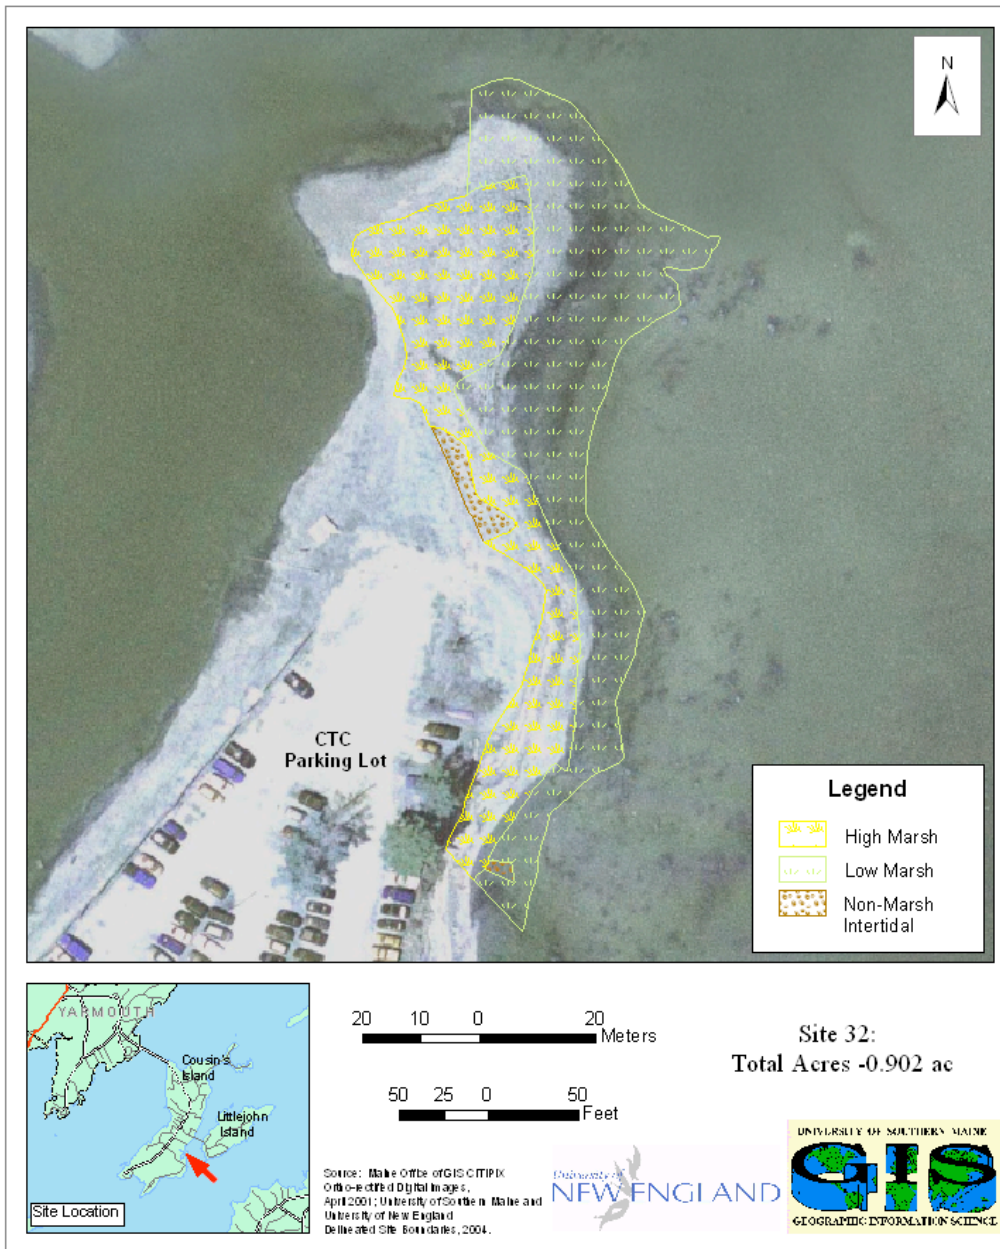 N
CTC
Parking Lot
Legend
High Marsh
Low Marsh
Non-Marsh
Intertidal
YARMOUTH
Cousin's
Island
Littlejohn
Island
Site Location
20 10 0 20
Meters
50 25 0 50
Feet
Site 32:
Total Acres -0.902 ac
Source: Maine Office of GIS CITIPIX
Ortho-rectified Digital Images,
April 2001; University of Southern Maine and
University of New England
Delineated Site Boundaries, 2004.
University of
NEW ENGLAND
UNIVERSITY OF SOUTHERN MAINE
GIS
GEOGRAPHIC INFORMATION SCIENCE